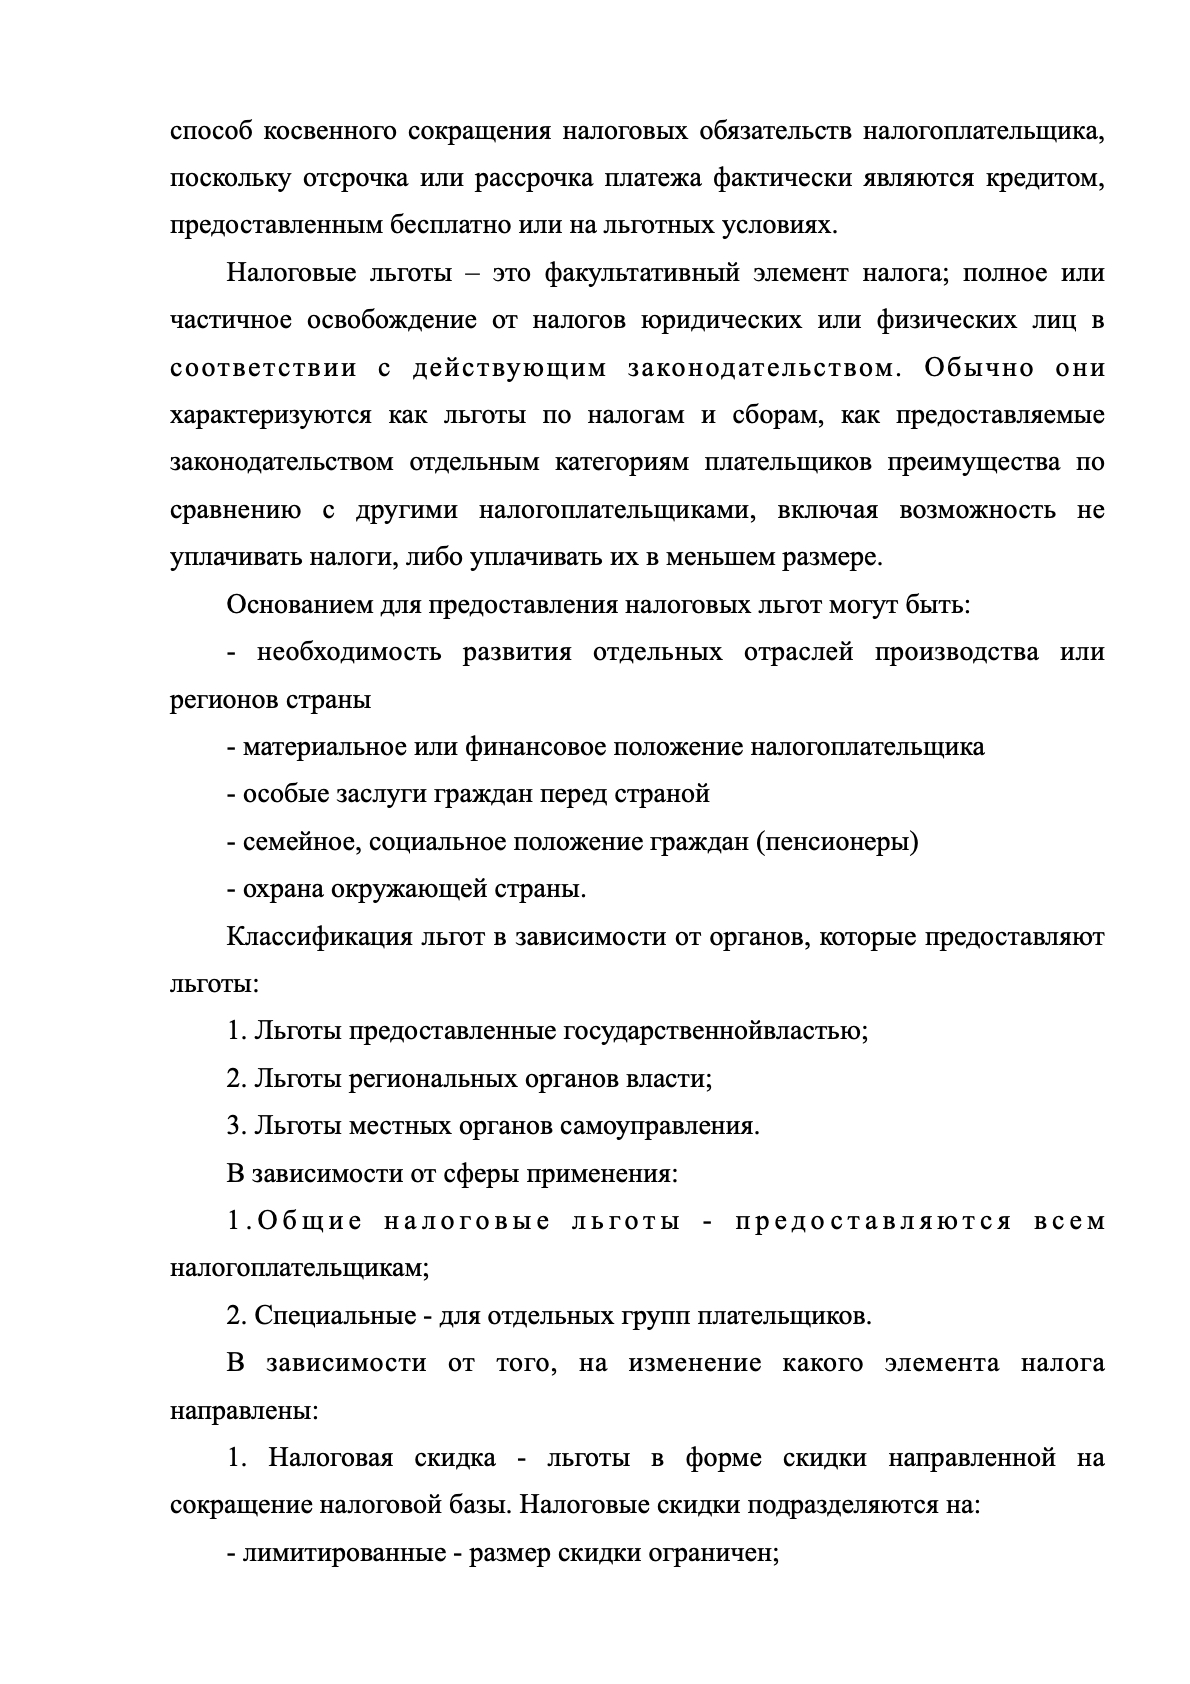 способ косвенного сокращения налоговых обязательств налогоплательщика,
поскольку отсрочка или рассрочка платежа фактически являются кредитом,
предоставленным бесплатно или на льготных условиях.
Налоговые льготы – это факультативный элемент налога; полное или
частичное освобождение от налогов юридических или физических лиц в
соответствии с действующим законодательством. Обычно они
характеризуются как льготы по налогам и сборам, как предоставляемые
законодательством отдельным категориям плательщиков преимущества по
сравнению с другими налогоплательщиками, включая возможность не
уплачивать налоги, либо уплачивать их в меньшем размере.
Основанием для предоставления налоговых льгот могут быть:
- необходимость развития отдельных отраслей производства или
регионов страны
- материальное или финансовое положение налогоплательщика
- особые заслуги граждан перед страной
- семейное, социальное положение граждан (пенсионеры)
- охрана окружающей страны.
Классификация льгот в зависимости от органов, которые предоставляют
льготы:
1. Льготы предоставленные государственнойвластью;
2. Льготы региональных органов власти;
3. Льготы местных органов самоуправления.
В зависимости от сферы применения:
1.Общие налоговые льготы - предоставляются всем
налогоплательщикам;
2. Специальные - для отдельных групп плательщиков.
В зависимости от того, на изменение какого элемента налога
направлены:
1. Налоговая скидка - льготы в форме скидки направленной на
сокращение налоговой базы. Налоговые скидки подразделяются на:
- лимитированные - размер скидки ограничен;